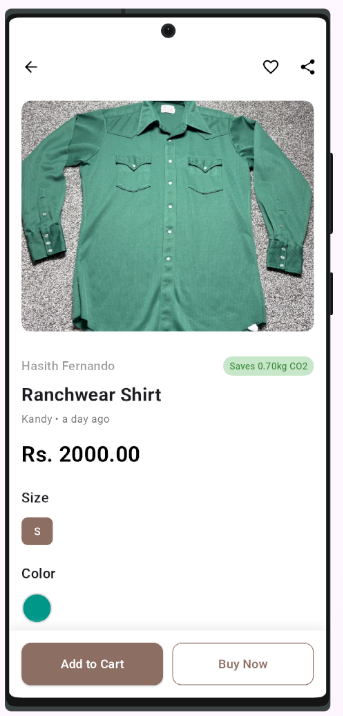 Hasith Fernando
Saves 0.70kg CO2
Ranchwear Shirt
Kandy • a day ago
Rs. 2000.00
Size
S
Color
Add to Cart
Buy Now